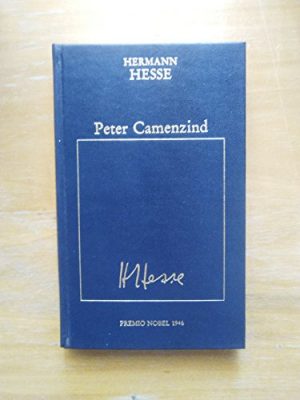 HERMANN
HESSE
Peter Camenzind
HHesse
PREMIO NOBEL 1946